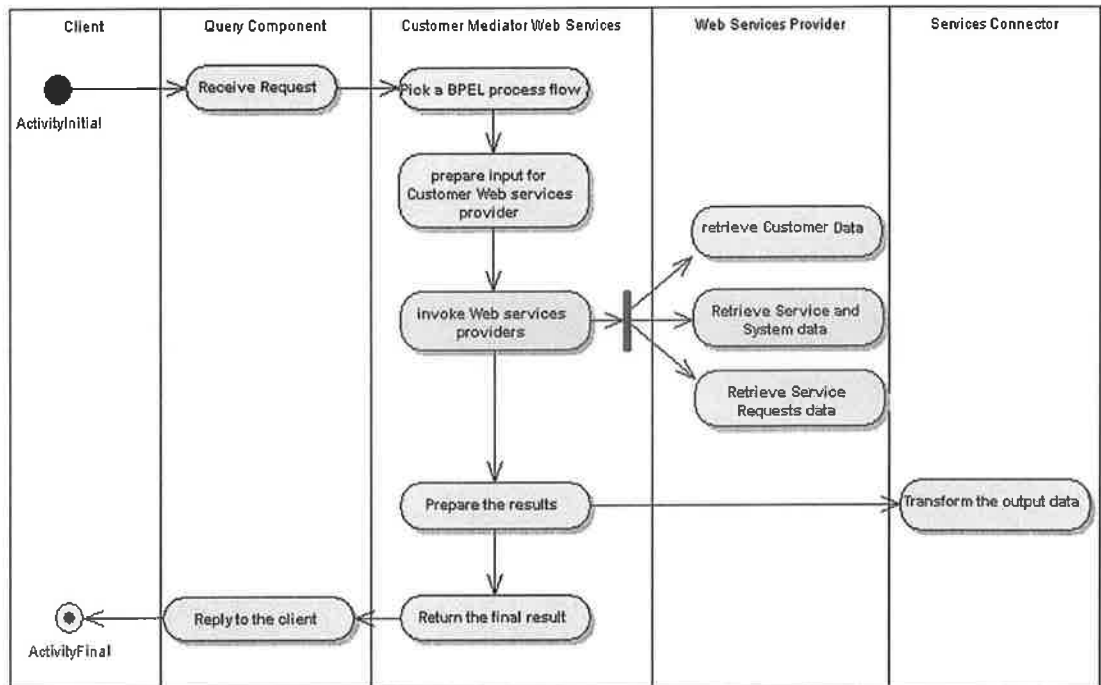 Client
Query Component
Customer Mediator Web Services
Web Services Provider
Services Connector
ActivityInitial
Receive Request
Pick a BPEL process flow
prepare input for
Customer Web services
provider
retrieve Customer Data
invoke Web services
providers
Retrieve Service and
System data
Retrieve Service
Requests data
Prepare the results
Transform the output data
Return the final result
Reply to the client
ActivityFinal